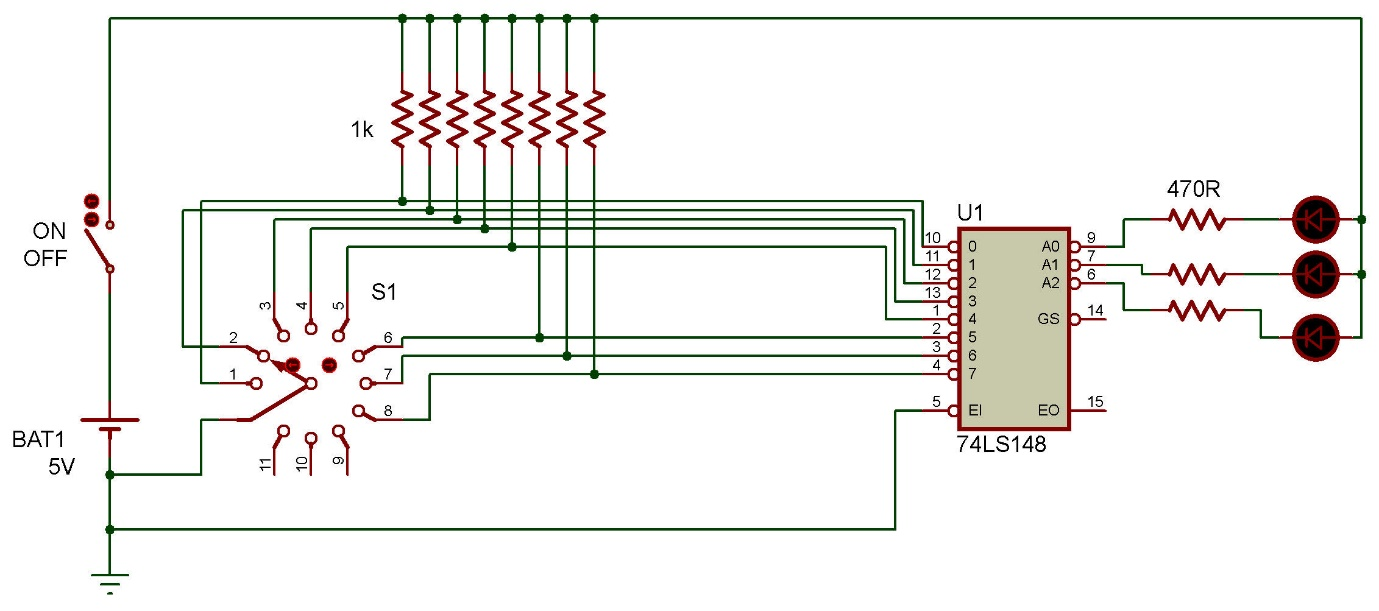 1k
470R
ON
OFF
U1
10 0 A0 9
11 1 A1 7
12 2 A2 6
13 3
1 4 GS 14
2 5
3 6
4 7
5 EI EO 15
74LS148
S1
3 4 5
2 6
1 7
8
11 10 9
BAT1
5V